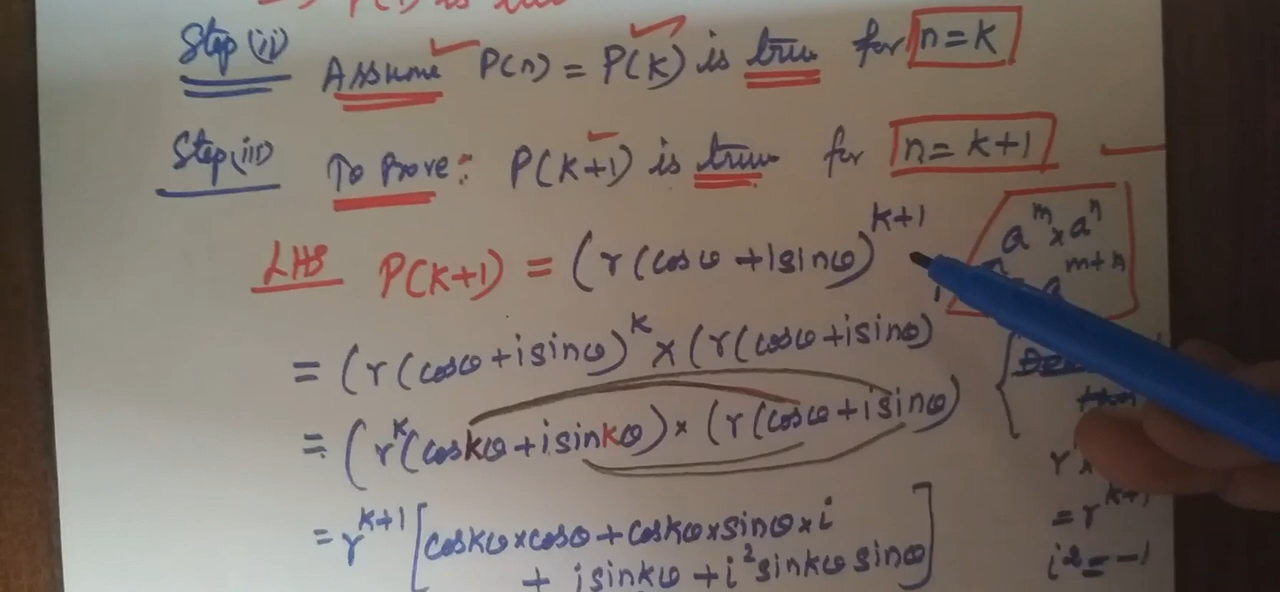 P(1) is
Step (ii) Assume P(n) = P(k) is true for n = k
Step (iii) To Prove: P(k+1) is true for n = k+1
LHS P(k+1) = (r(cosθ + isinθ)^k+1
a^m × a^n
a^m+n
= (r(cosθ + isinθ)^k × (r(cosθ + isinθ)
= (r^k(coskθ + isinkθ) × (r(cosθ + isinθ)
= r^k+1 [coskθ × cosθ + coskθ × sinθ × i
+ isinkθ + i²sinkθ sinθ]
= r^k+1
i² = -1